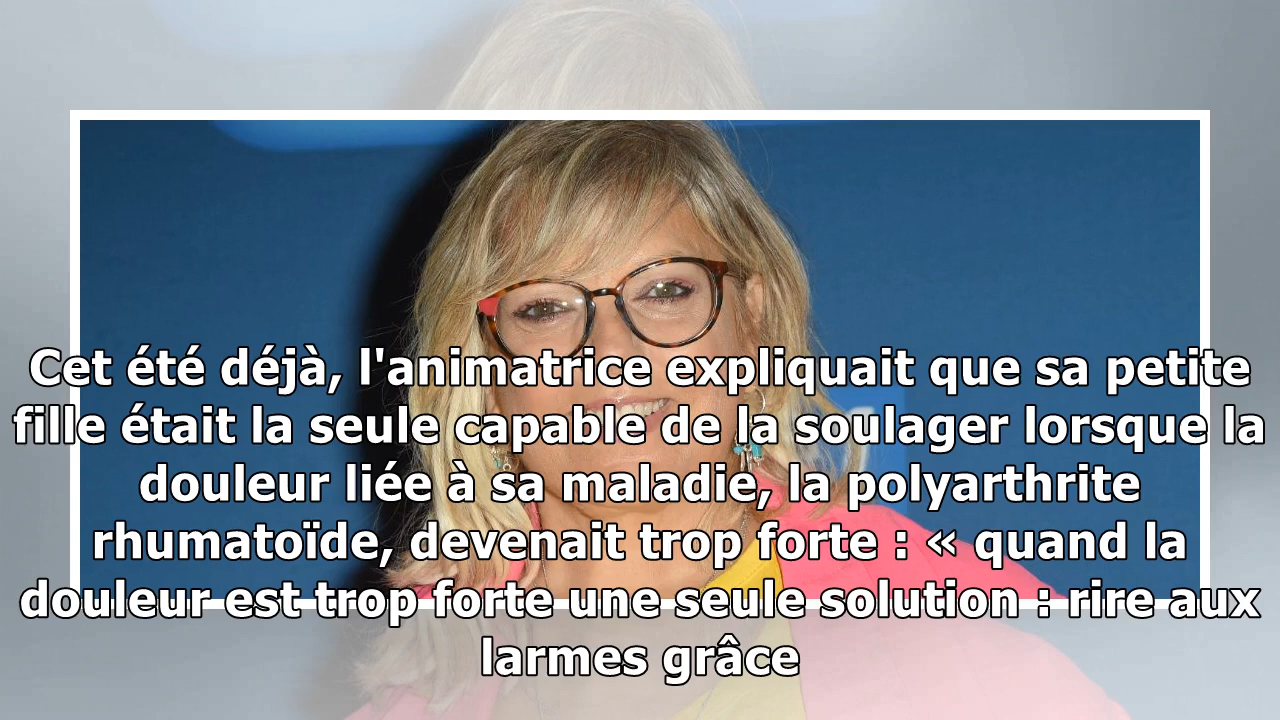 Cet été déjà, l'animatrice expliquait que sa petite
fille était la seule capable de la soulager lorsque la
douleur liée à sa maladie, la polyarthrite
rhumatoïde, devenait trop forte : « quand la
douleur est trop forte une seule solution : rire aux
larmes grâce